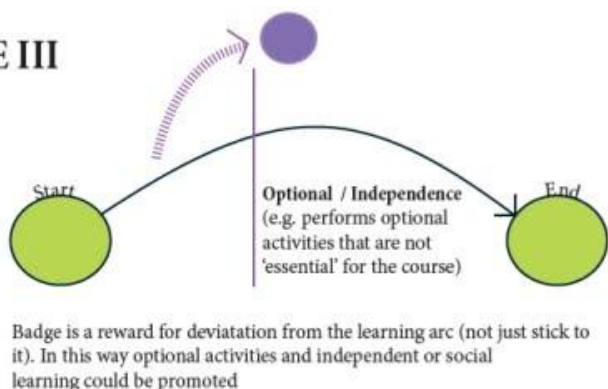 E III
Start
End
Optional / Independence
(e.g. performs optional
activities that are not
'essential' for the course)
Badge is a reward for deviatation from the learning arc (not just stick to
it). In this way optional activities and independent or social
learning could be promoted